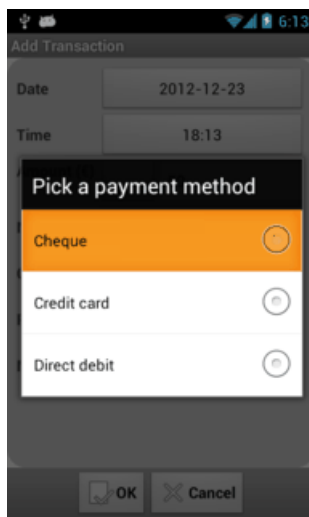 6:13
Add Transaction
Date
2012-12-23
Time
18:13
Pick a payment method
Cheque
Credit card
Direct debit
OK
Cancel